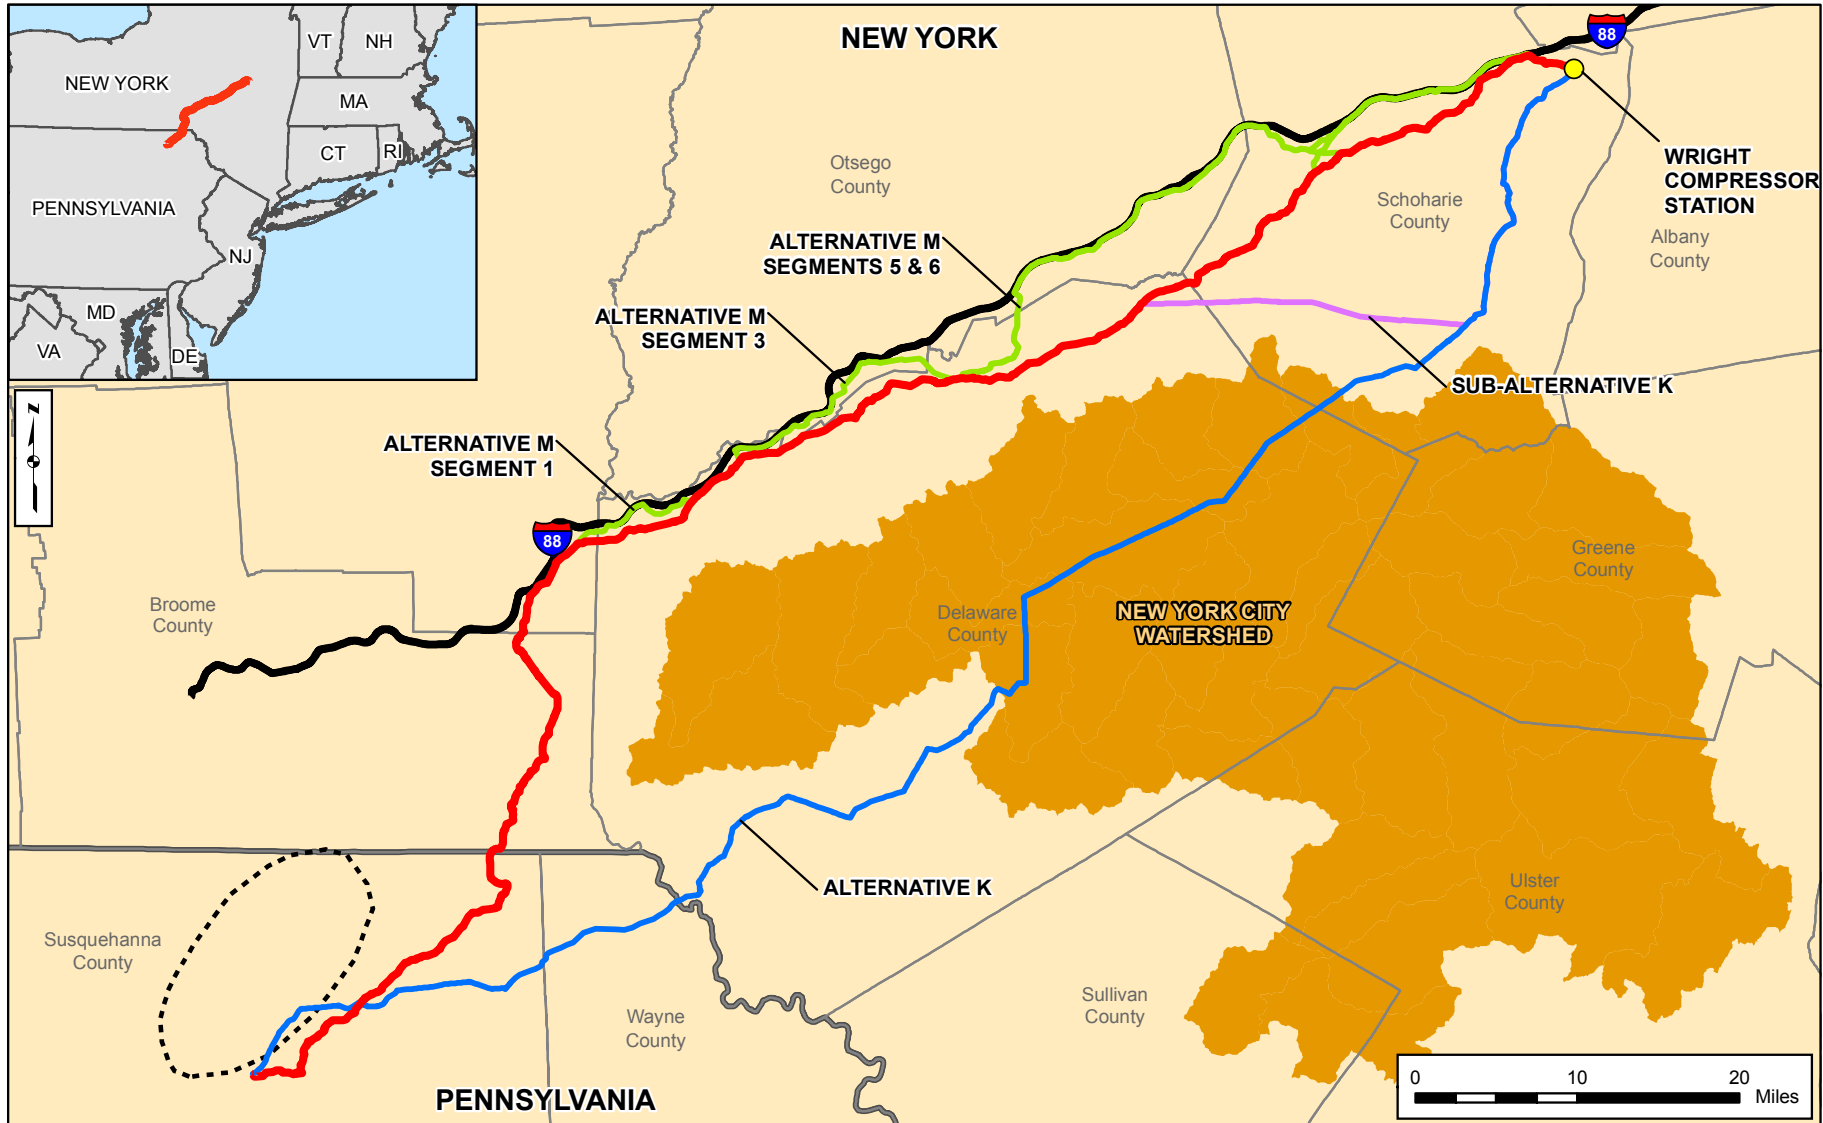 NEW YORK
VT
NH
NEW YORK
MA
CT
RI
PENNSYLVANIA
NJ
MD
VA
DE
N
88
WRIGHT
COMPRESSOR
STATION
Otsego
County
Schoharie
County
Albany
County
ALTERNATIVE M
SEGMENTS 5 & 6
ALTERNATIVE M
SEGMENT 3
SUB-ALTERNATIVE K
ALTERNATIVE M
SEGMENT 1
88
Broome
County
Delaware
County
NEW YORK CITY
WATERSHED
Greene
County
ALTERNATIVE K
Ulster
County
Susquehanna
County
Wayne
County
Sullivan
County
PENNSYLVANIA
0
10
20
Miles